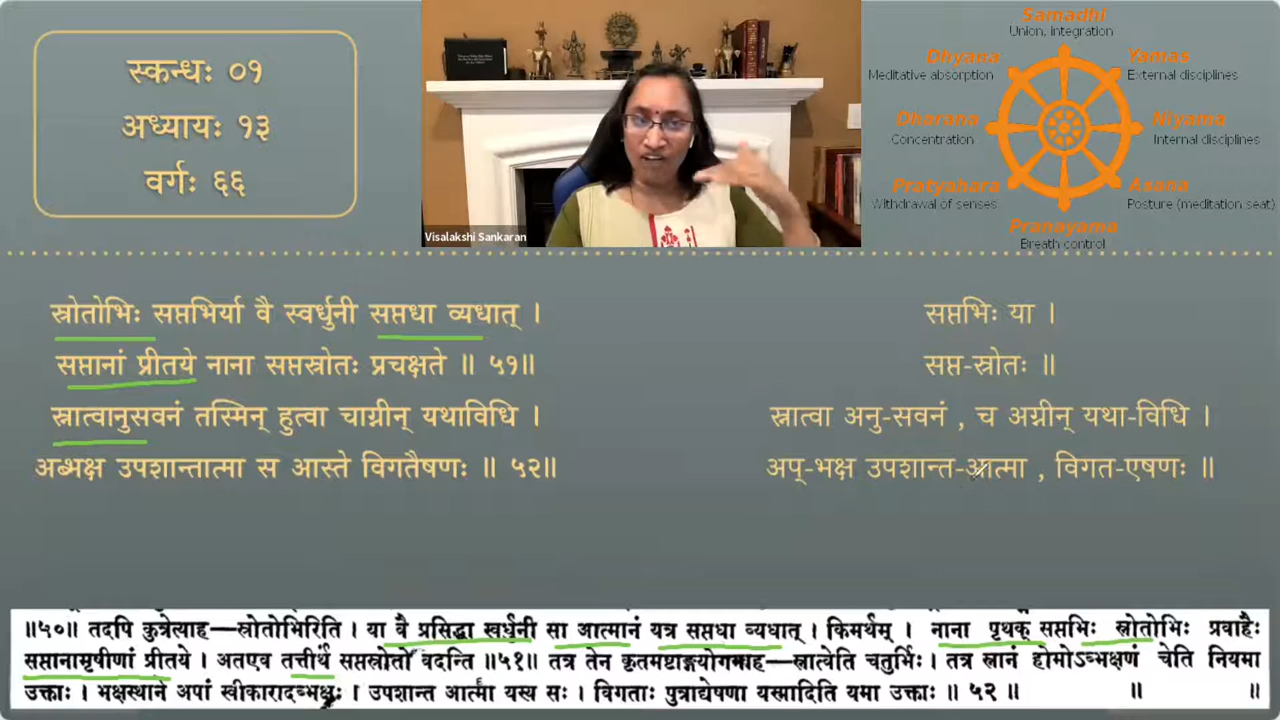 स्कन्धः ०१
अध्यायः १३
वर्गः ६६
Visalakshi Sankaran
Samadhi
Union, integration
Dhyana
Meditative absorption
Yamas
External disciplines
Dharana
Concentration
Niyama
Internal disciplines
Pratyahara
Withdrawal of senses
Asana
Posture (meditation seat)
Pranayama
Breath control
स्रोतोभिः सप्तभिर्या वै स्वर्धुनी सप्तधा व्यधात् ।
सप्तानां प्रीतये नाना सप्तस्रोतः प्रचक्षते ॥ ५१॥
स्नात्वानुसवनं तस्मिन् हुत्वा चाग्नीन् यथाविधि ।
अब्भक्ष उपशान्तात्मा स आस्ते विगतैषणः ॥ ५२॥
सप्तभिः या ।
सप्त-स्रोतः ॥
स्नात्वा अनु-सवनं , च अग्नीन् यथा-विधि ।
अप्-भक्ष उपशान्त-आत्मा , विगत-एषणः ॥
॥५०॥ तदपि कुत्रेत्याह—स्रोतोभिरिति । या वै प्रसिद्धा स्वर्धुनी सा आत्मानं यत्र सप्तधा व्यधात् । किमर्थम् । नाना पृथक् सप्तभिः स्रोतोभिः प्रवाहैः
सप्तानामृषीणां प्रीतये । अतएव तत्तीर्थं सप्तस्रोतो वदन्ति ॥५१॥ तत्र तेन कृतमष्टाङ्गयोगमाह—स्नात्वेति चतुर्भिः । तत्र स्नानं होमोऽब्भक्षणं चेति नियमा
उक्ताः । भक्षस्थाने अपां स्वीकारादब्भक्षः । उपशान्त आत्मा यस्य सः । विगताः पुत्राद्येषणा यस्मादिति यमा उक्ताः ॥ ५२ ॥ ॥ ॥